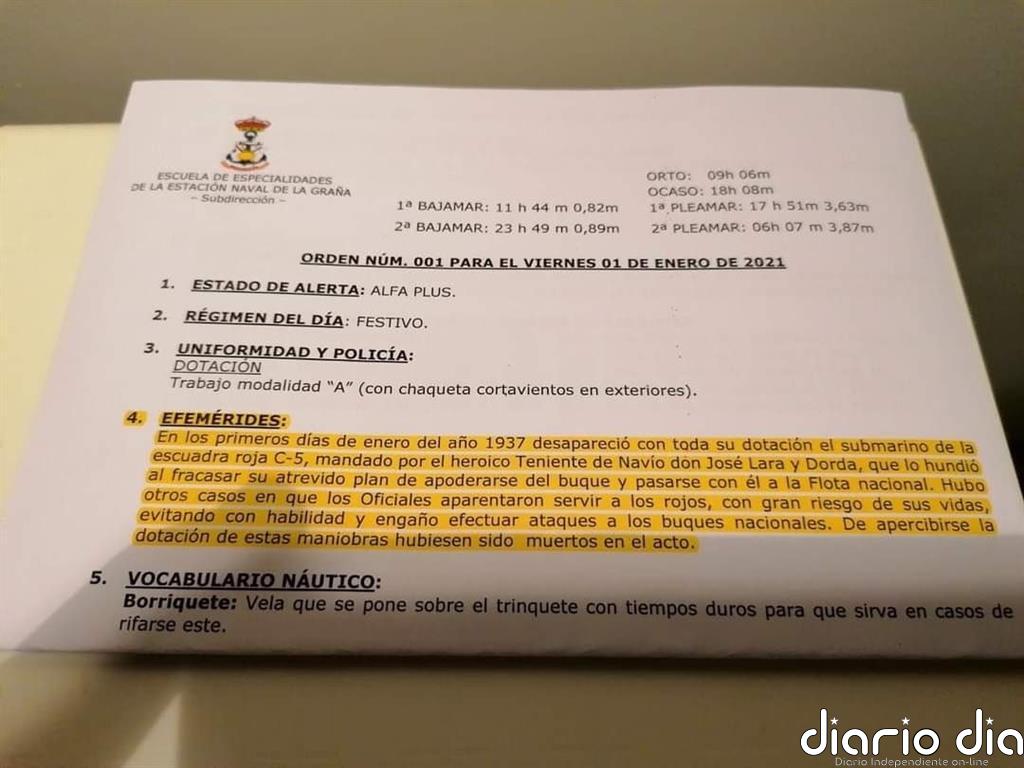 ESCUELA DE ESPECIALIDADES
DE LA ESTACIÓN NAVAL DE LA GRAÑA
– Subdirección –
ORTO: 09h 06m
OCASO: 18h 08m
1ª BAJAMAR: 11 h 44 m 0,82m 1ª PLEAMAR: 17 h 51m 3,63m
2ª BAJAMAR: 23 h 49 m 0,89m 2ª PLEAMAR: 06h 07 m 3,87m
ORDEN NÚM. 001 PARA EL VIERNES 01 DE ENERO DE 2021
1. ESTADO DE ALERTA: ALFA PLUS.
2. RÉGIMEN DEL DÍA: FESTIVO.
3. UNIFORMIDAD Y POLICÍA:
DOTACIÓN
Trabajo modalidad “A” (con chaqueta cortavientos en exteriores).
4. EFEMÉRIDES:
En los primeros días de enero del año 1937 desapareció con toda su dotación el submarino de la
escuadra roja C-5, mandado por el heroico Teniente de Navío don José Lara y Dorda, que lo hundió
al fracasar su atrevido plan de apoderarse del buque y pasarse con él a la Flota nacional. Hubo
otros casos en que los Oficiales aparentaron servir a los rojos, con gran riesgo de sus vidas,
evitando con habilidad y engaño efectuar ataques a los buques nacionales. De apercibirse la
dotación de estas maniobras hubiesen sido muertos en el acto.
5. VOCABULARIO NÁUTICO:
Borriquete: Vela que se pone sobre el trinquete con tiempos duros para que sirva en casos de
rifarse este.
diario dia
Diario Independiente on-line